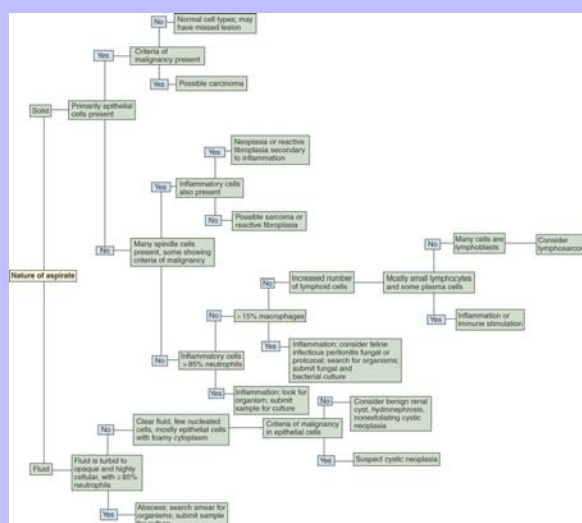 No
Normal cell types; may
have missed lesion
Yes
Criteria of
malignancy present
Yes
Possible carcinoma
Solid
Primarily epithelial
cells present
Yes
Neoplasia or reactive
fibroplasia secondary
to inflammation
Yes
Inflammatory cells
also present
No
Possible sarcoma or
reactive fibroplasia
No
Many spindle cells
present, some showing
criteria of malignancy
No
Many cells are
lymphoblasts
Consider
Nature of aspirate
No
Increased number
of lymphoid cells
Mostly small lymphocytes
and some plasma cells
No
>15% macrophages
Yes
Inflammation or
immune stimulation
No
Inflammatory cells
>85% neutrophils
Yes
Inflammation; consider feline
infectious peritonitis fungal or
protozoal; search for organisms;
submit fungal and
bacterial culture
Yes
Inflammation; look for
organism; submit
sample for culture
No
Consider benign renal
cyst, hydronephrosis,
nonexfoliating cystic
neoplasia
No
Clear fluid, few nucleated
cells, mostly epithelial cells
with foamy cytoplasm
Criteria of malignancy
in epithelial cells
Yes
Suspect cystic neoplasia
Fluid
Fluid is turbid to
opaque and highly
cellular, with ≥85%
neutrophils
Yes
Abscess; search smear for
organisms; submit sample